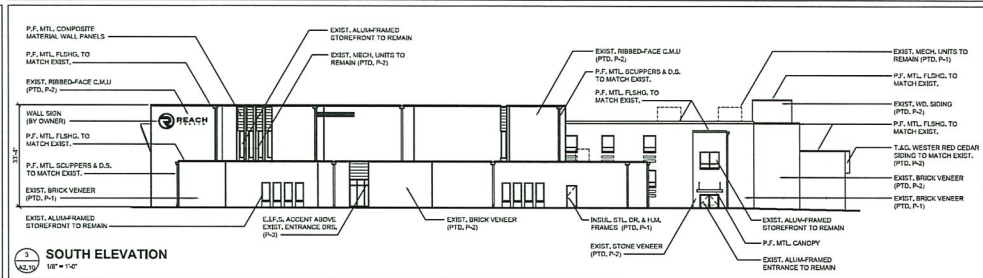 P.F. MTL. COMPOSITE
MATERIAL WALL PANELS
P.F. MTL. FLSHG. TO
MATCH EXIST.
EXIST. RIBBED-FACE C.M.U
(PTD. P-2)
WALL SIGN
(BY OWNER)
P.F. MTL. FLSHG. TO
MATCH EXIST.
P.F. MTL. SCUPPERS & D.S.
TO MATCH EXIST.
EXIST. BRICK VENEER
(PTD. P-1)
EXIST. ALUM-FRAMED
STOREFRONT TO REMAIN
33'-4"
R REACH
EXIST. ALUM-FRAMED
STOREFRONT TO REMAIN
EXIST. MECH. UNITS TO
REMAIN (PTD. P-2)
E.I.F.S. ACCENT ABOVE
EXIST. ENTRANCE DRS.
(P-3)
EXIST. BRICK VENEER
(PTD. P-2)
EXIST. RIBBED-FACE C.M.U
(PTD. P-2)
P.F. MTL. SCUPPERS & D.S.
TO MATCH EXIST.
P.F. MTL. FLSHG. TO
MATCH EXIST.
INSUL. STL. DR. & H.M.
FRAMES (PTD. P-1)
EXIST. STONE VENEER
(PTD. P-2)
EXIST. MECH. UNITS TO
REMAIN (PTD. P-1)
P.F. MTL. FLSHG. TO
MATCH EXIST.
EXIST. WD. SIDING
(PTD. P-2)
P.F. MTL. FLSHG. TO
MATCH EXIST.
T.&G. WESTER RED CEDAR
SIDING TO MATCH EXIST.
(PTD. P-2)
EXIST. BRICK VENEER
(PTD. P-2)
EXIST. BRICK VENEER
(PTD. P-1)
EXIST. ALUM-FRAMED
STOREFRONT TO REMAIN
P.F. MTL. CANOPY
EXIST. ALUM-FRAMED
ENTRANCE TO REMAIN
3
A2.10
SOUTH ELEVATION
1/8" = 1'-0"